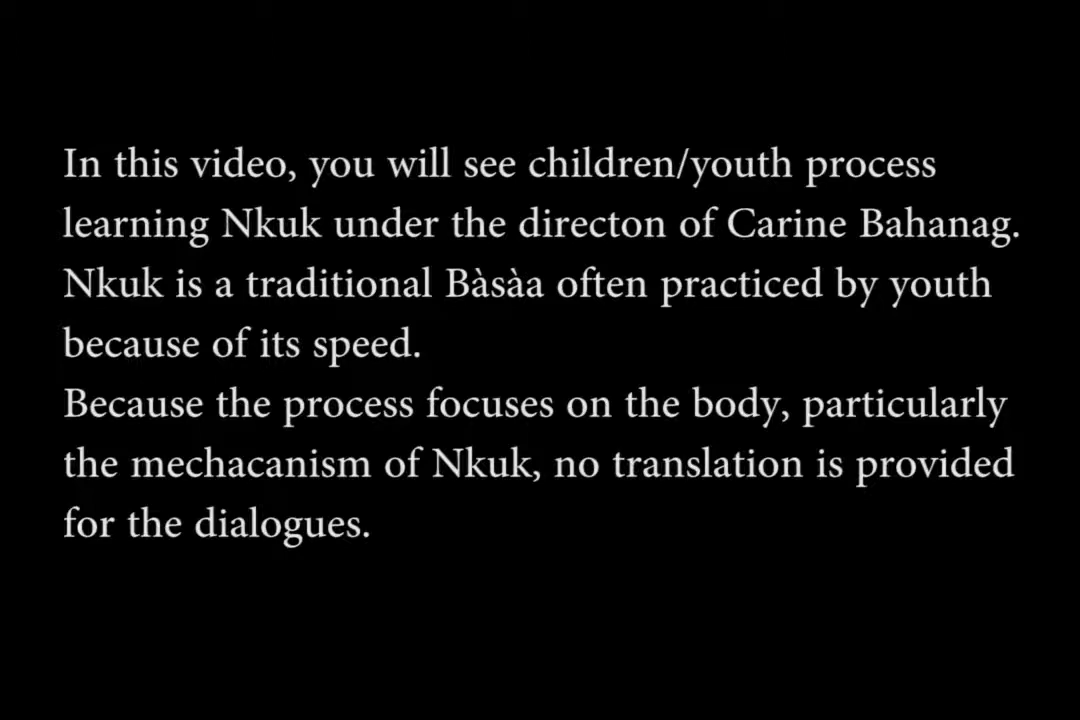 In this video, you will see children/youth process
learning Nkuk under the directon of Carine Bahanag.
Nkuk is a traditional Bàsàa often practiced by youth
because of its speed.
Because the process focuses on the body, particularly
the mechacanism of Nkuk, no translation is provided
for the dialogues.